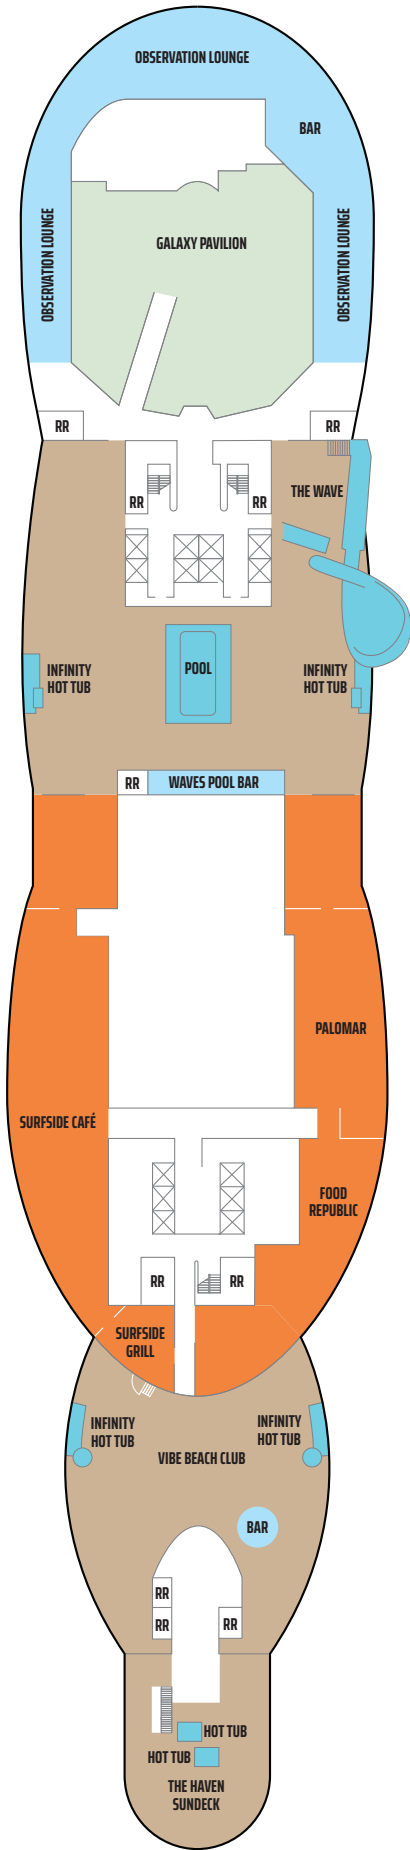 OBSERVATION LOUNGE
BAR
OBSERVATION LOUNGE
GALAXY PAVILION
OBSERVATION LOUNGE
RR
RR
THE WAVE
RR
RR
POOL
INFINITY
HOT TUB
INFINITY
HOT TUB
RR
WAVES POOL BAR
PALOMAR
SURFSIDE CAFÉ
FOOD
REPUBLIC
RR
RR
SURFSIDE
GRILL
INFINITY
HOT TUB
INFINITY
HOT TUB
VIBE BEACH CLUB
BAR
RR
RR
RR
HOT TUB
HOT TUB
THE HAVEN
SUNDECK